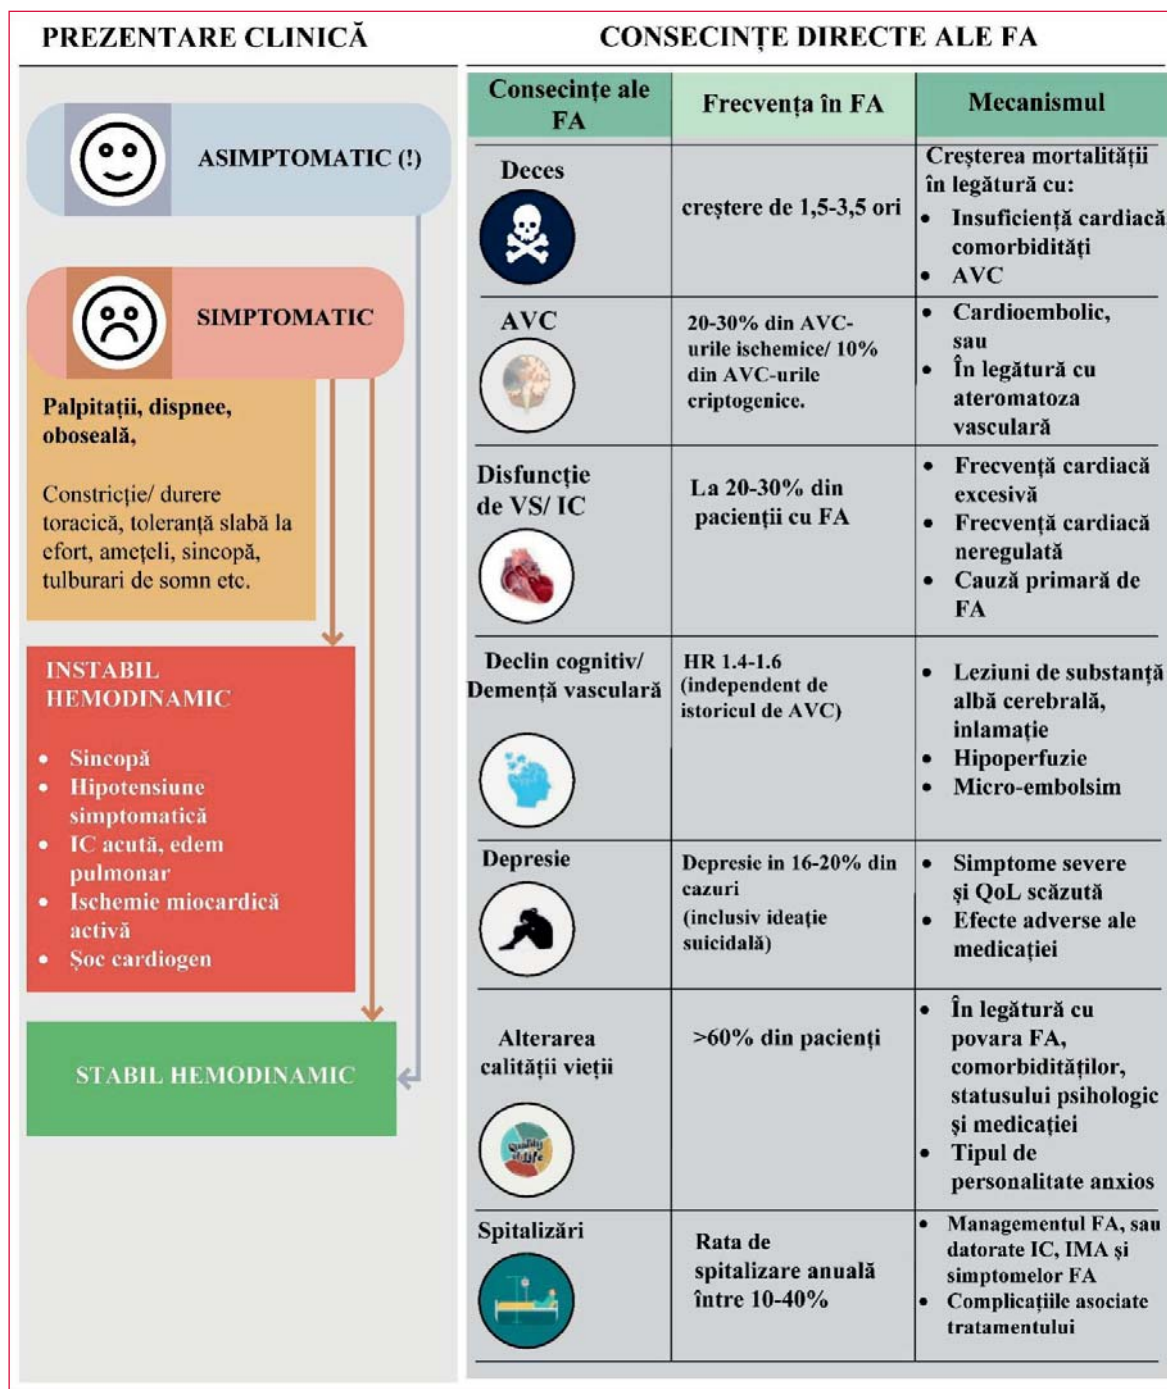 PREZENTARE CLINICĂ
ASIMPTOMATIC (!)
SIMPTOMATIC
Palpitații, dispnee,
oboseală,
Constricție/ durere
toracică, toleranță slabă la
efort, amețeli, sincopă,
tulburari de somn etc.
INSTABIL
HEMODINAMIC
• Sincopă
• Hipotensiune
simptomatică
• IC acută, edem
pulmonar
• Ischemie miocardică
activă
• Șoc cardiogen
STABIL HEMODINAMIC
CONSECINȚE DIRECTE ALE FA
Consecințe ale
FA
Frecvența în FA
Mecanismul
Deces
creștere de 1,5-3,5 ori
Creșterea mortalității
în legătură cu:
• Insuficiență cardiacă
comorbidități
• AVC
AVC
20-30% din AVC-
urile ischemice/ 10%
din AVC-urile
criptogenice.
• Cardioembolic,
sau
• În legătură cu
ateromatoza
vasculară
Disfuncție
de VS/ IC
La 20-30% din
pacienții cu FA
• Frecvență cardiacă
excesivă
• Frecvență cardiacă
neregulată
• Cauză primară de
FA
Declin cognitiv/
Demență vasculară
HR 1.4-1.6
(independent de
istoricul de AVC)
• Leziuni de substanță
albă cerebrală,
inlamație
• Hipoperfuzie
• Micro-embolsim
Depresie
Depresie in 16-20% din
cazuri
(inclusiv ideație
suicidală)
• Simptome severe
și QoL scăzută
• Efecte adverse ale
medicației
Alterarea
calității vieții
Quality
of Life
>60% din pacienți
• În legătură cu
povara FA,
comorbidităților,
statusului psihologic
și medicației
• Tipul de
personalitate anxios
Spitalizări
Rata de
spitalizare anuală
între 10-40%
• Managementul FA, sau
datorate IC, IMA și
simptomelor FA
• Complicațiile asociate
tratamentului